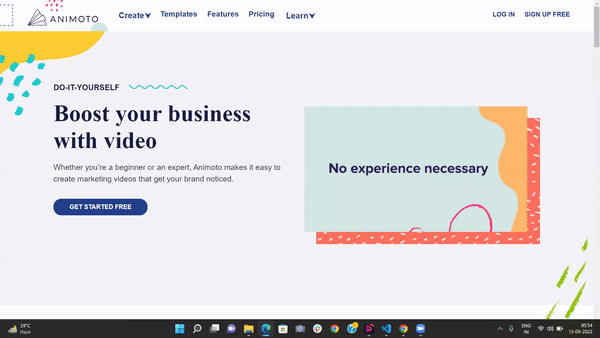 ANIMOTO
Create Templates Features Pricing Learn
LOG IN SIGN UP FREE
DO-IT-YOURSELF
Boost your business
with video
Whether you're a beginner or an expert, Animoto makes it easy to
create marketing videos that get your brand noticed.
GET STARTED FREE
No experience necessary
29°C
Haze
ENG
IN
00:54
13-09-2022